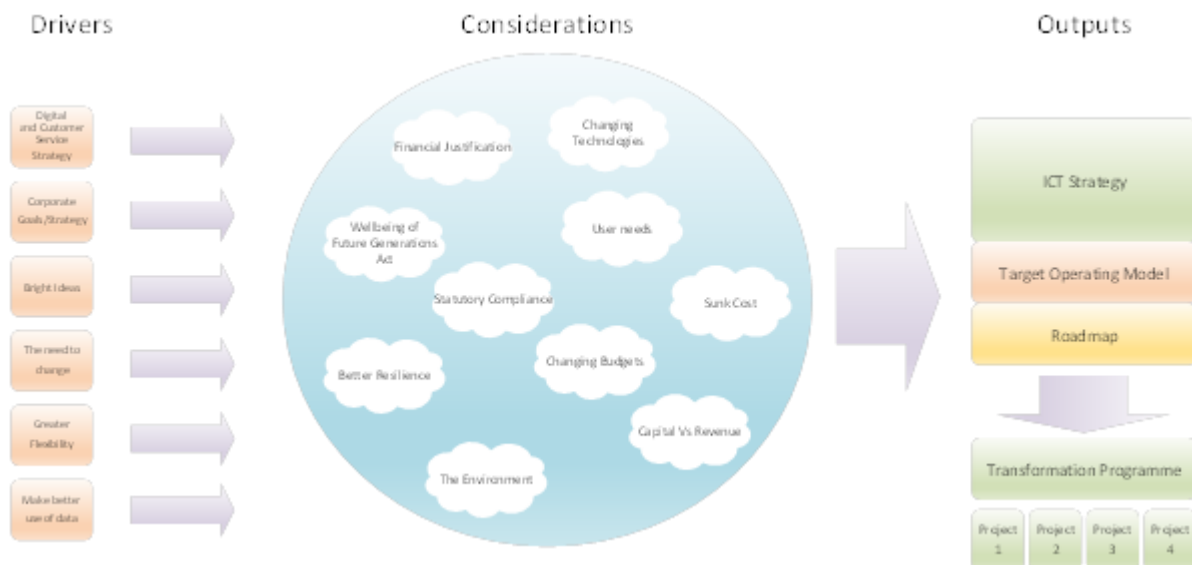 Drivers
Considerations
Outputs
Digital
and Customer
Service
Strategy
Corporate
Goals/Strategy
Bright Ideas
The need to
change
Greater
Flexibility
Make better
use of data
Financial Justification
Changing
Technologies
Wellbeing of
Future Generations
Act
User needs
Statutory Compliance
Sunk Cost
Changing Budgets
Better Resilience
Capital Vs Revenue
The Environment
ICT Strategy
Target Operating Model
Roadmap
Transformation Programme
Project
1
Project
2
Project
3
Project
4